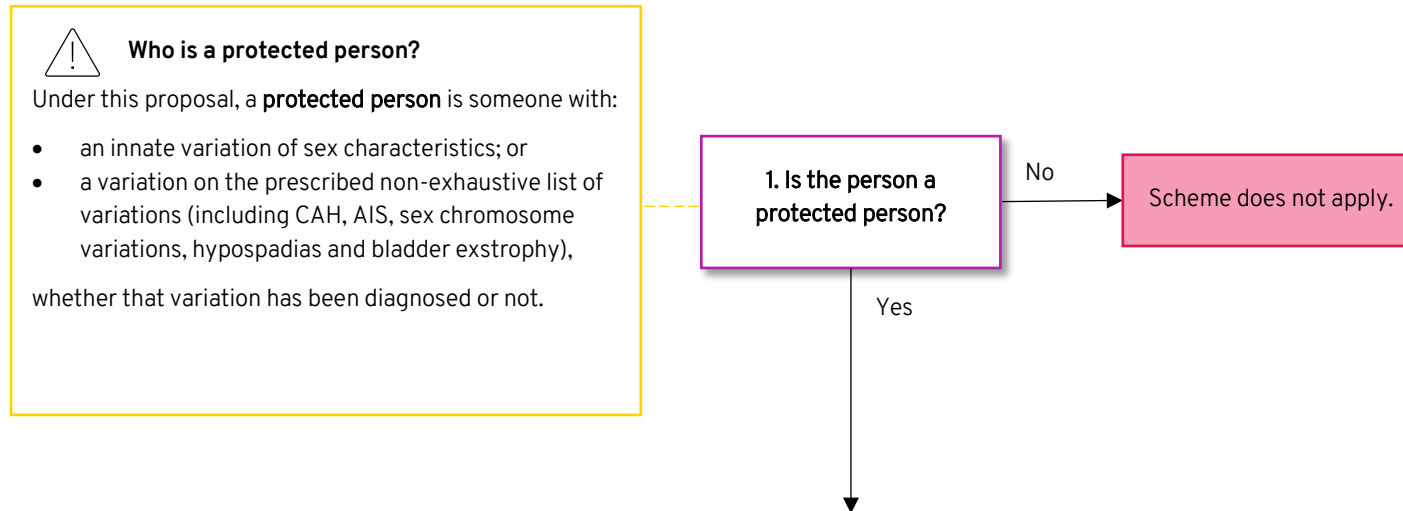 Who is a protected person?
Under this proposal, a protected person is someone with:
• an innate variation of sex characteristics; or
• a variation on the prescribed non-exhaustive list of
variations (including CAH, AIS, sex chromosome
variations, hypospadias and bladder exstrophy),
whether that variation has been diagnosed or not.
1. Is the person a
protected person?
No
Scheme does not apply.
Yes